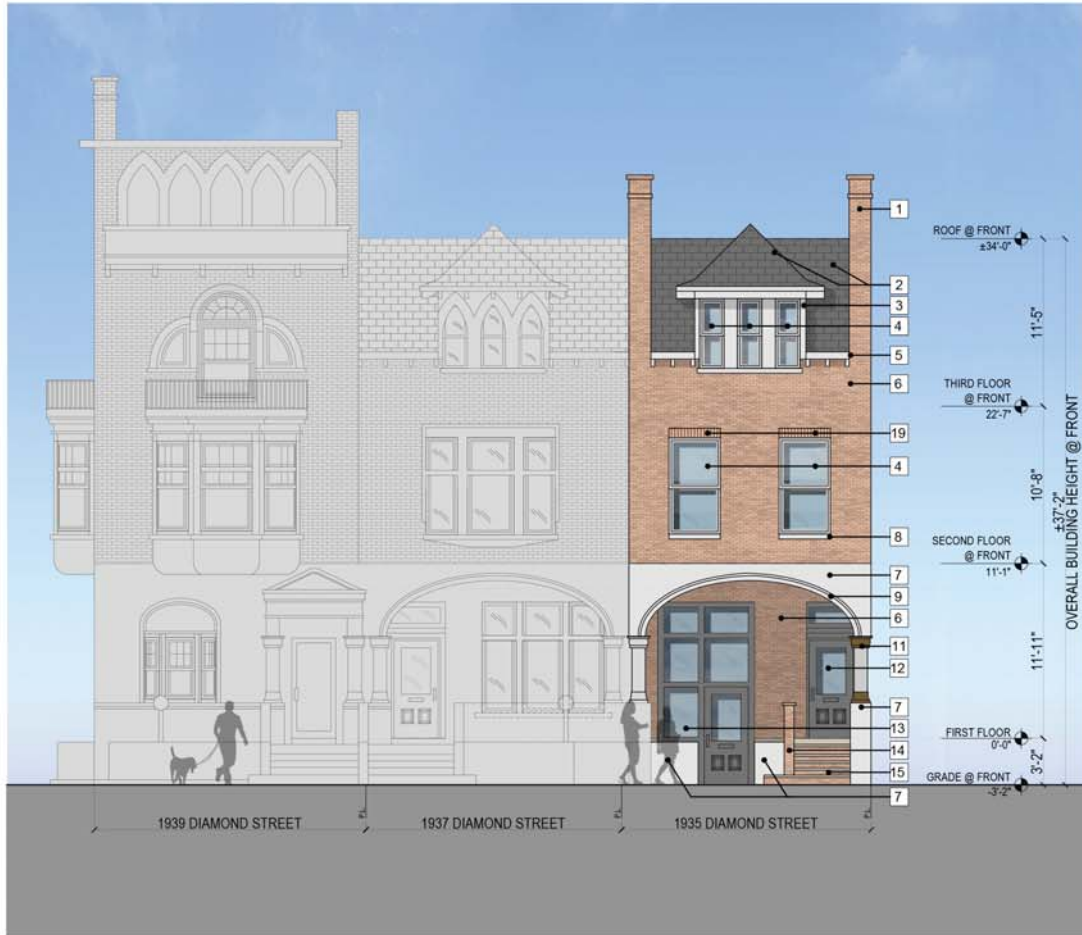 1
ROOF @ FRONT
±34'-0"
2
3
4
11'-5"
5
6
THIRD FLOOR
@ FRONT
22'-7"
19
4
10'-8"
±37'-2"
OVERALL BUILDING HEIGHT @ FRONT
8
SECOND FLOOR
@ FRONT
11'-1"
7
9
6
11
12
11'-11"
7
13
FIRST FLOOR
0'-0"
14
3'-2"
15
GRADE @ FRONT
-3'-2"
7
1939 DIAMOND STREET
PL
1937 DIAMOND STREET
PL
1935 DIAMOND STREET
PL